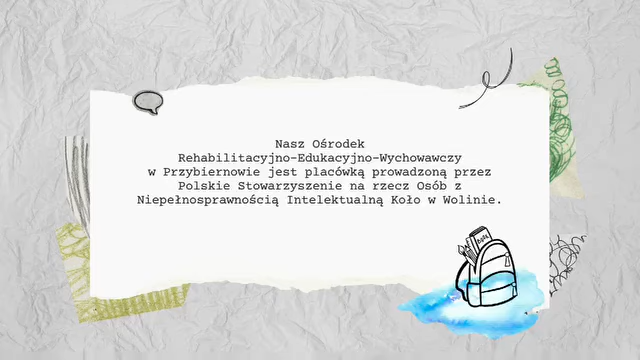 Nasz Ośrodek
Rehabilitacyjno-Edukacyjno-Wychowawczy
w Przybiernowie jest placówką prowadzoną przez
Polskie Stowarzyszenie na rzecz Osób z
Niepełnosprawnością Intelektualną Koło w Wolinie.